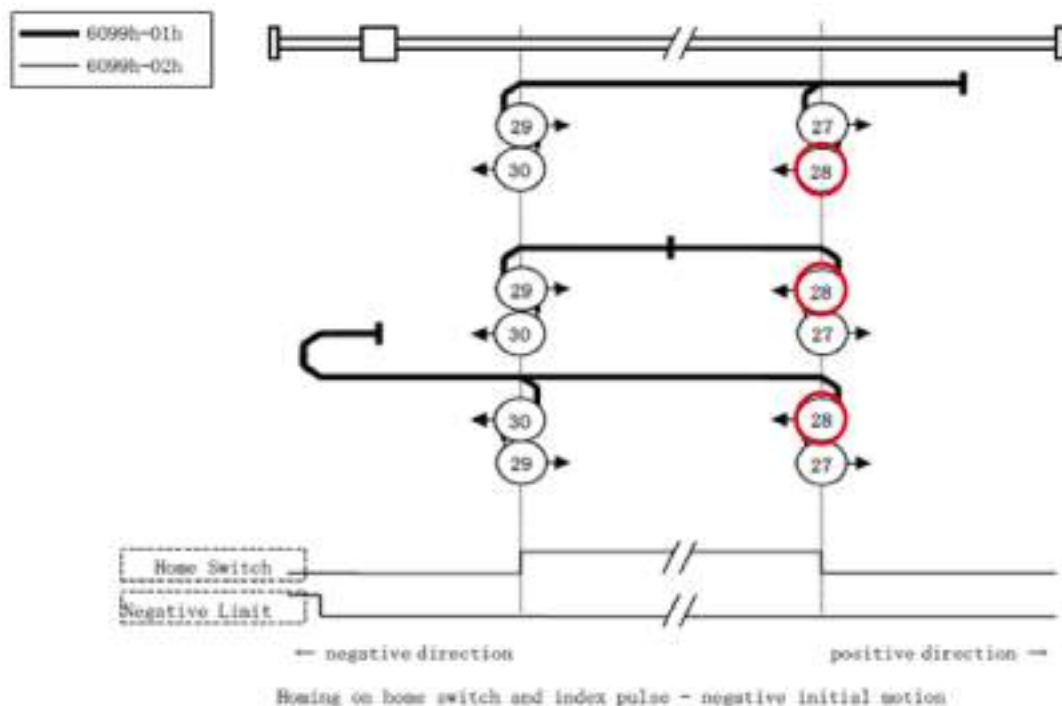 6099h-01h
6099h-02h
29 27
30 28
29 28
30 27
30 28
29 27
Home Switch
Negative Limit
← negative direction positive direction →
Homing on home switch and index pulse - negative initial motion